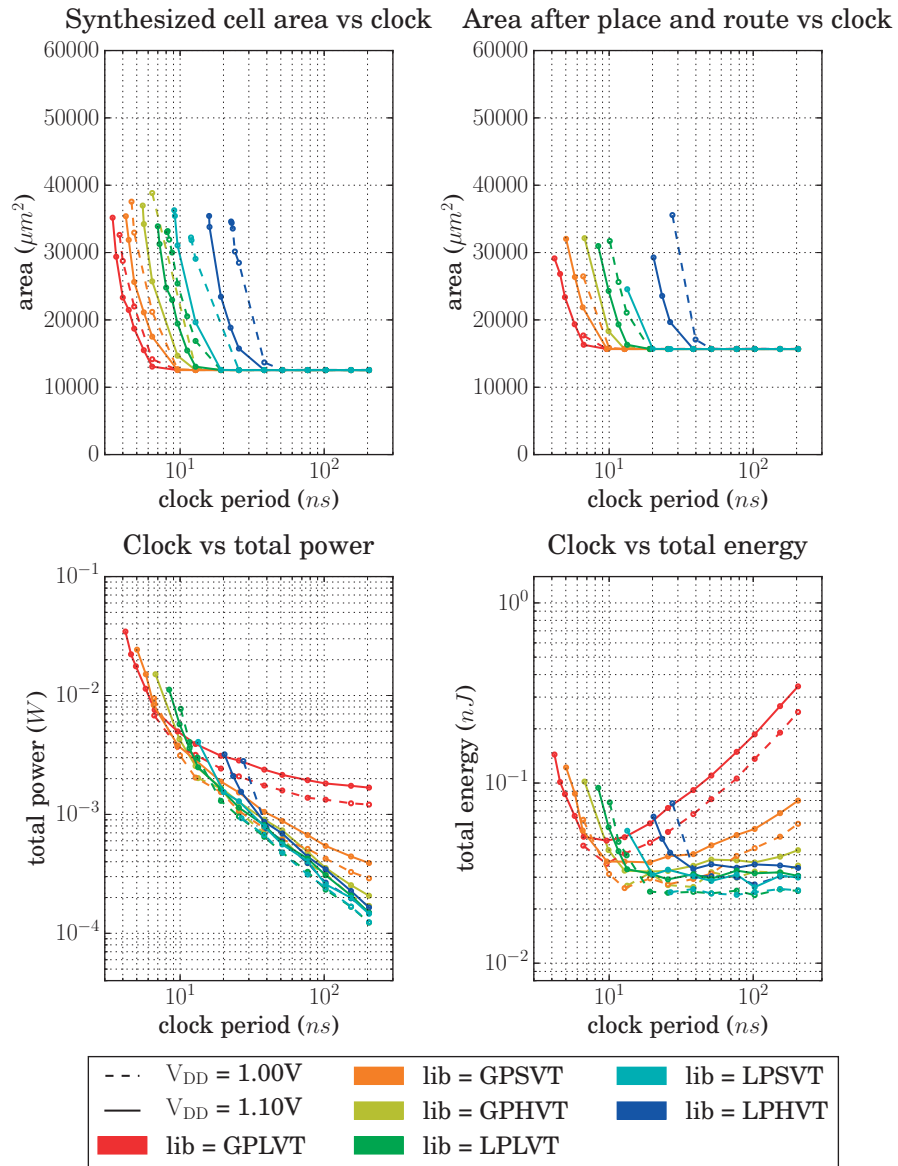 Synthesized cell area vs clock
Area after place and route vs clock
60000
50000
40000
30000
20000
10000
0
area (μm²)
10¹
10²
clock period (ns)
60000
50000
40000
30000
20000
10000
0
area (μm²)
10¹
10²
clock period (ns)
Clock vs total power
Clock vs total energy
10⁻¹
10⁻²
10⁻³
10⁻⁴
total power (W)
10¹
10²
clock period (ns)
10⁰
10⁻¹
10⁻²
total energy (nJ)
10¹
10²
clock period (ns)
V_DD = 1.00V
V_DD = 1.10V
lib = GPLVT
lib = GPSVT
lib = GPHVT
lib = LPLVT
lib = LPSVT
lib = LPHVT